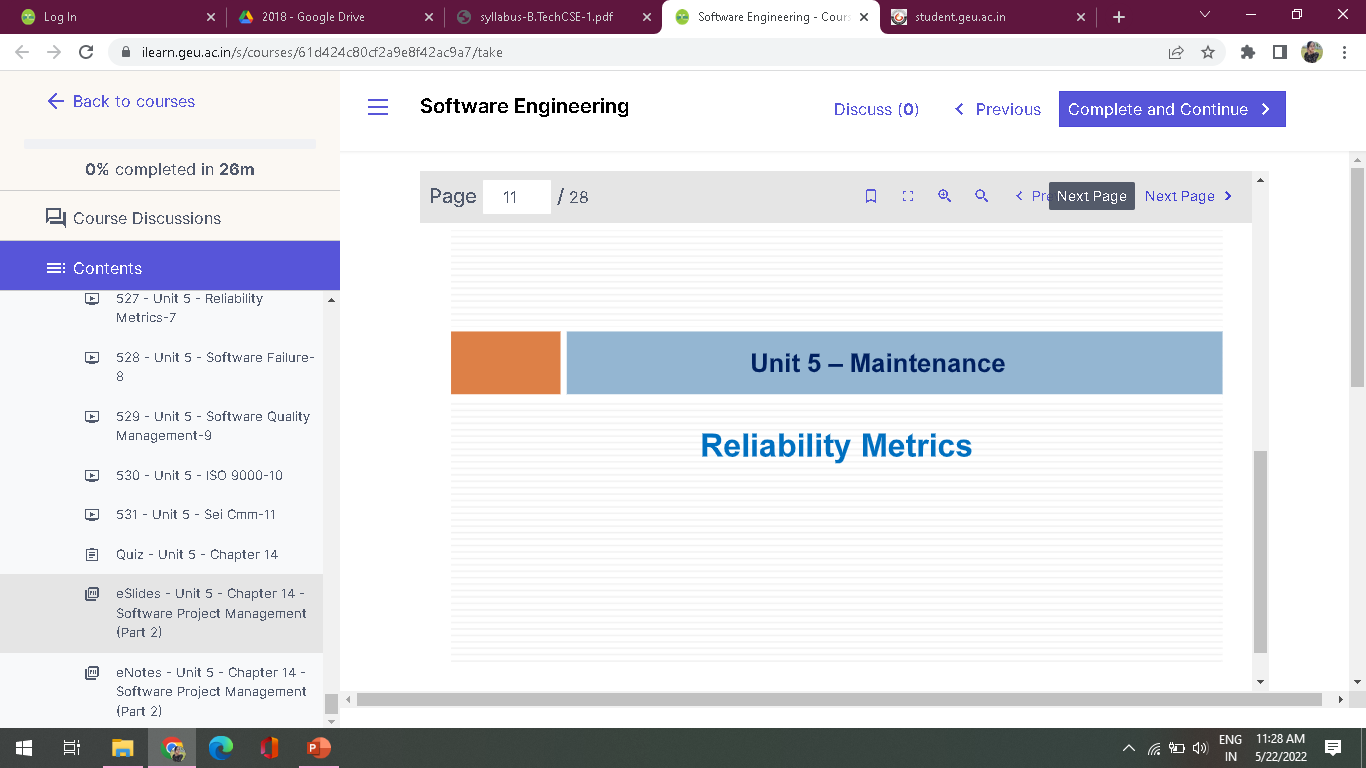 Log In
2018 - Google Drive
syllabus-B.TechCSE-1.pdf
Software Engineering - Cour
student.geu.ac.in
ilearn.geu.ac.in/s/courses/61d424c80cf2a9e8f42ac9a7/take
Back to courses
0% completed in 26m
Course Discussions
Contents
527 - Unit 5 - Reliability
Metrics-7
528 - Unit 5 - Software Failure-
8
529 - Unit 5 - Software Quality
Management-9
530 - Unit 5 - ISO 9000-10
531 - Unit 5 - Sei Cmm-11
Quiz - Unit 5 - Chapter 14
eSlides - Unit 5 - Chapter 14 -
Software Project Management
(Part 2)
eNotes - Unit 5 - Chapter 14 -
Software Project Management
(Part 2)
Software Engineering
Discuss (0)
Previous
Complete and Continue
Page 11 / 28
Pre
Next Page
Next Page
Unit 5 – Maintenance
Reliability Metrics
ENG
IN
11:28 AM
5/22/2022